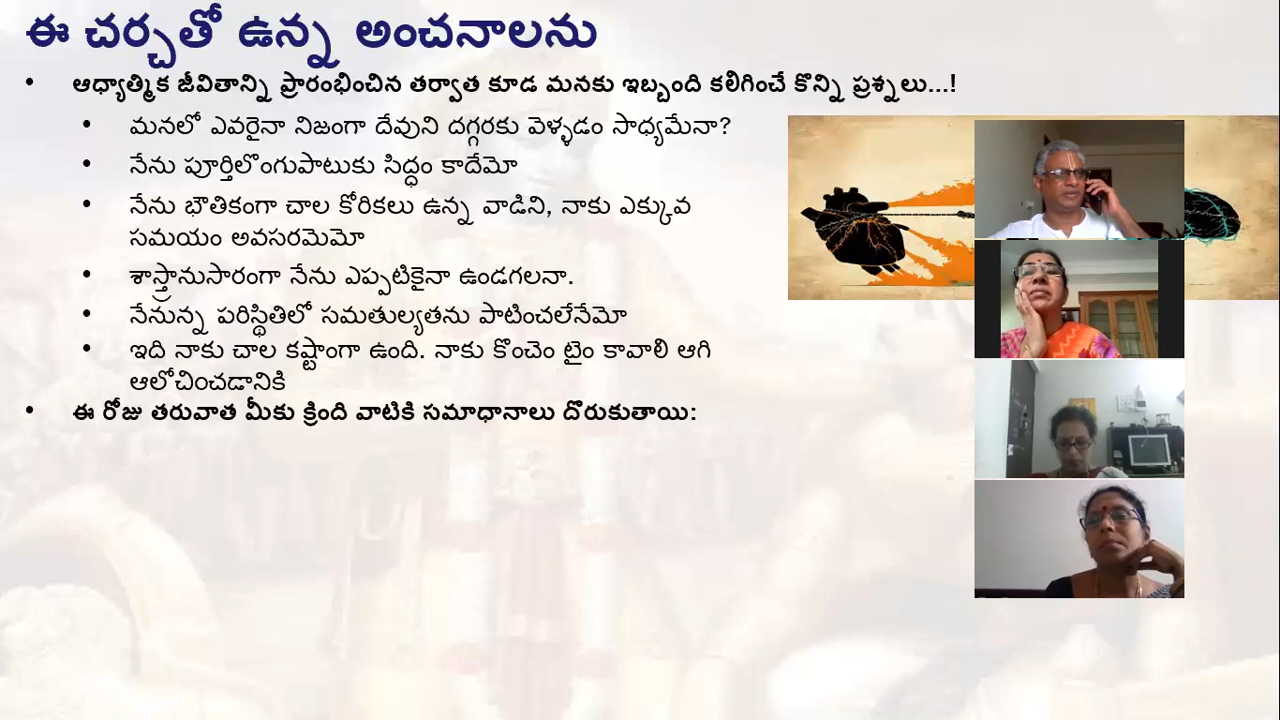 ఈ చర్చతో ఉన్న అంచనాలను
• ఆధ్యాత్మిక జీవితాన్ని ప్రారంభించిన తర్వాత కూడ మనకు ఇబ్బంది కలిగించే కొన్ని ప్రశ్నలు...!
• మనలో ఎవరైనా నిజంగా దేవుని దగ్గరకు వెళ్ళడం సాధ్యమేనా?
• నేను పూర్తిలొంగుపాటుకు సిద్ధం కాదేమో
• నేను భౌతికంగా చాల కోరికలు ఉన్న వాడిని, నాకు ఎక్కువ
సమయం అవసరమెమో
• శాస్త్రానుసారంగా నేను ఎప్పటికైనా ఉండగలనా.
• నేనున్న పరిస్థితిలో సమతుల్యతను పాటించలేనేమో
• ఇది నాకు చాల కష్టాంగా ఉంది. నాకు కొంచెం టైం కావాలి ఆగి
ఆలోచించడానికి
• ఈ రోజు తరువాత మీకు క్రింది వాటికి సమాధానాలు దొరుకుతాయి: